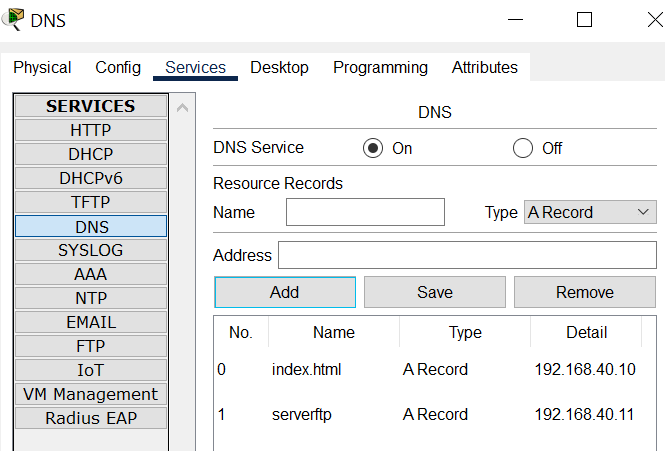 DNS
Physical Config Services Desktop Programming Attributes
SERVICES
HTTP
DHCP
DHCPv6
TFTP
DNS
SYSLOG
AAA
NTP
EMAIL
FTP
IoT
VM Management
Radius EAP
DNS
DNS Service On Off
Resource Records
Name Type A Record
Address
Add Save Remove
No. Name Type Detail
0 index.html A Record 192.168.40.10
1 serverftp A Record 192.168.40.11